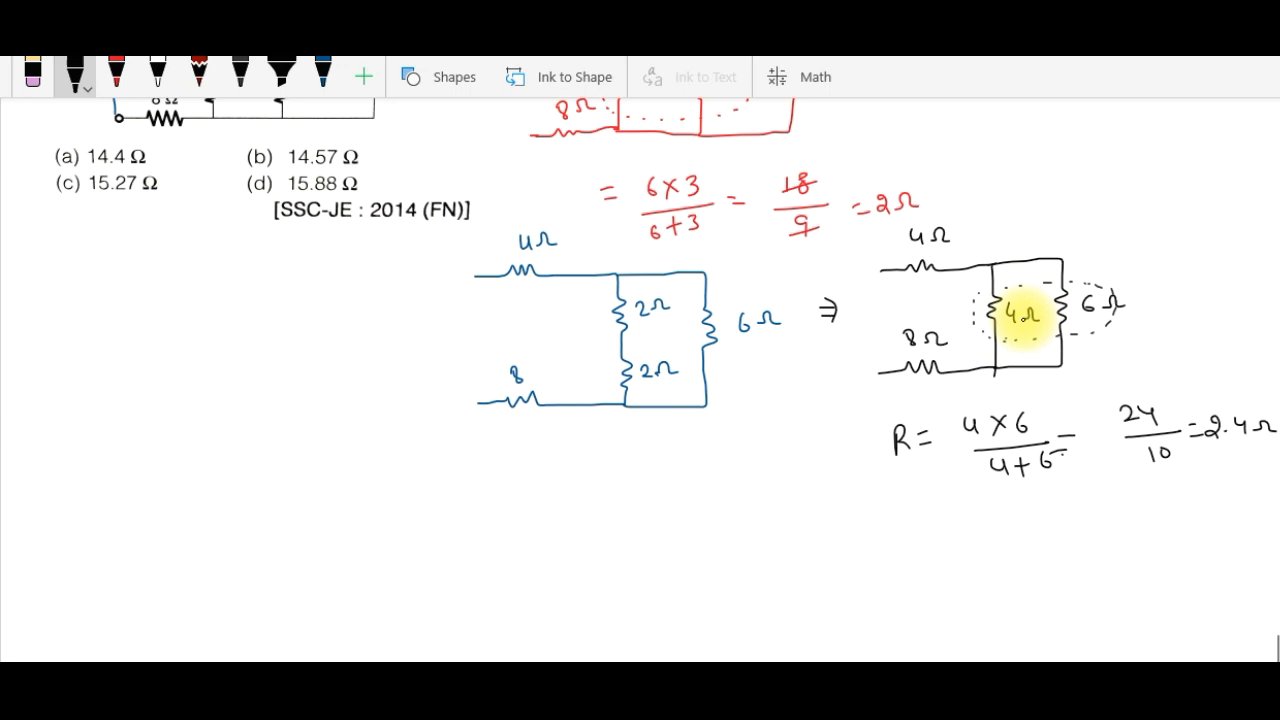 Shapes Ink to Shape Ink to Text Math
8 Ω
8Ω
(a) 14.4 Ω (b) 14.57 Ω
(c) 15.27 Ω (d) 15.88 Ω
[SSC-JE : 2014 (FN)]
= 6×3 / 6+3 = 18 / 9 = 2Ω
4Ω
2Ω
6Ω
8
2Ω
⇒
4Ω
4Ω
6Ω
8Ω
R = 4×6 / 4+6 = 24 / 10 = 2.4Ω